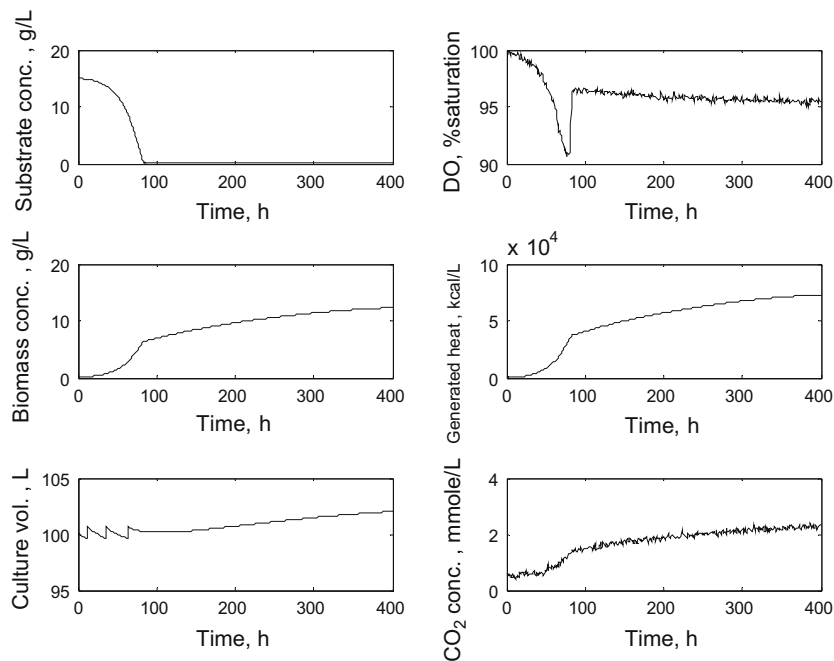 Substrate conc. , g/L
20
10
0
0 100 200 300 400
Time, h
DO, %saturation
100
95
90
0 100 200 300 400
Time, h
Biomass conc. , g/L
20
10
0
0 100 200 300 400
Time, h
Generated heat , kcal/L
x 10^4
10
5
0
0 100 200 300 400
Time, h
Culture vol. , L
105
100
95
0 100 200 300 400
Time, h
CO2 conc. , mmole/L
4
2
0
0 100 200 300 400
Time, h